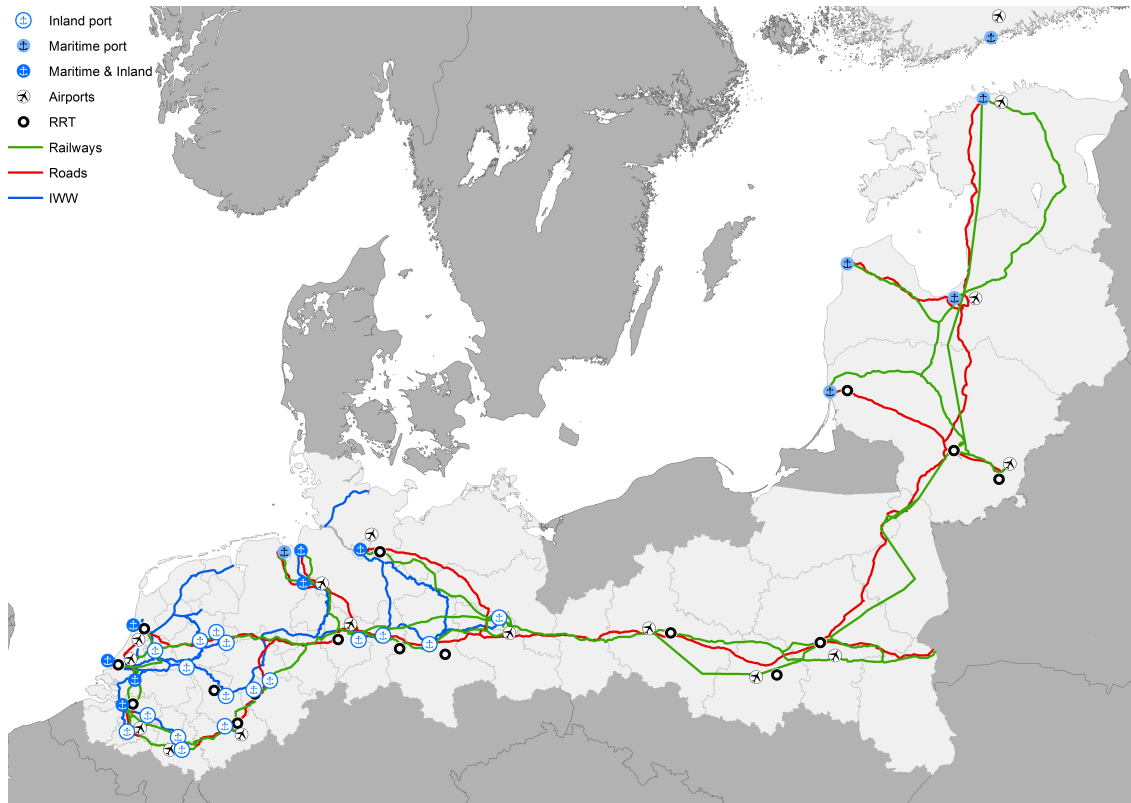 Inland port
Maritime port
Maritime & Inland
Airports
RRT
Railways
Roads
IWW